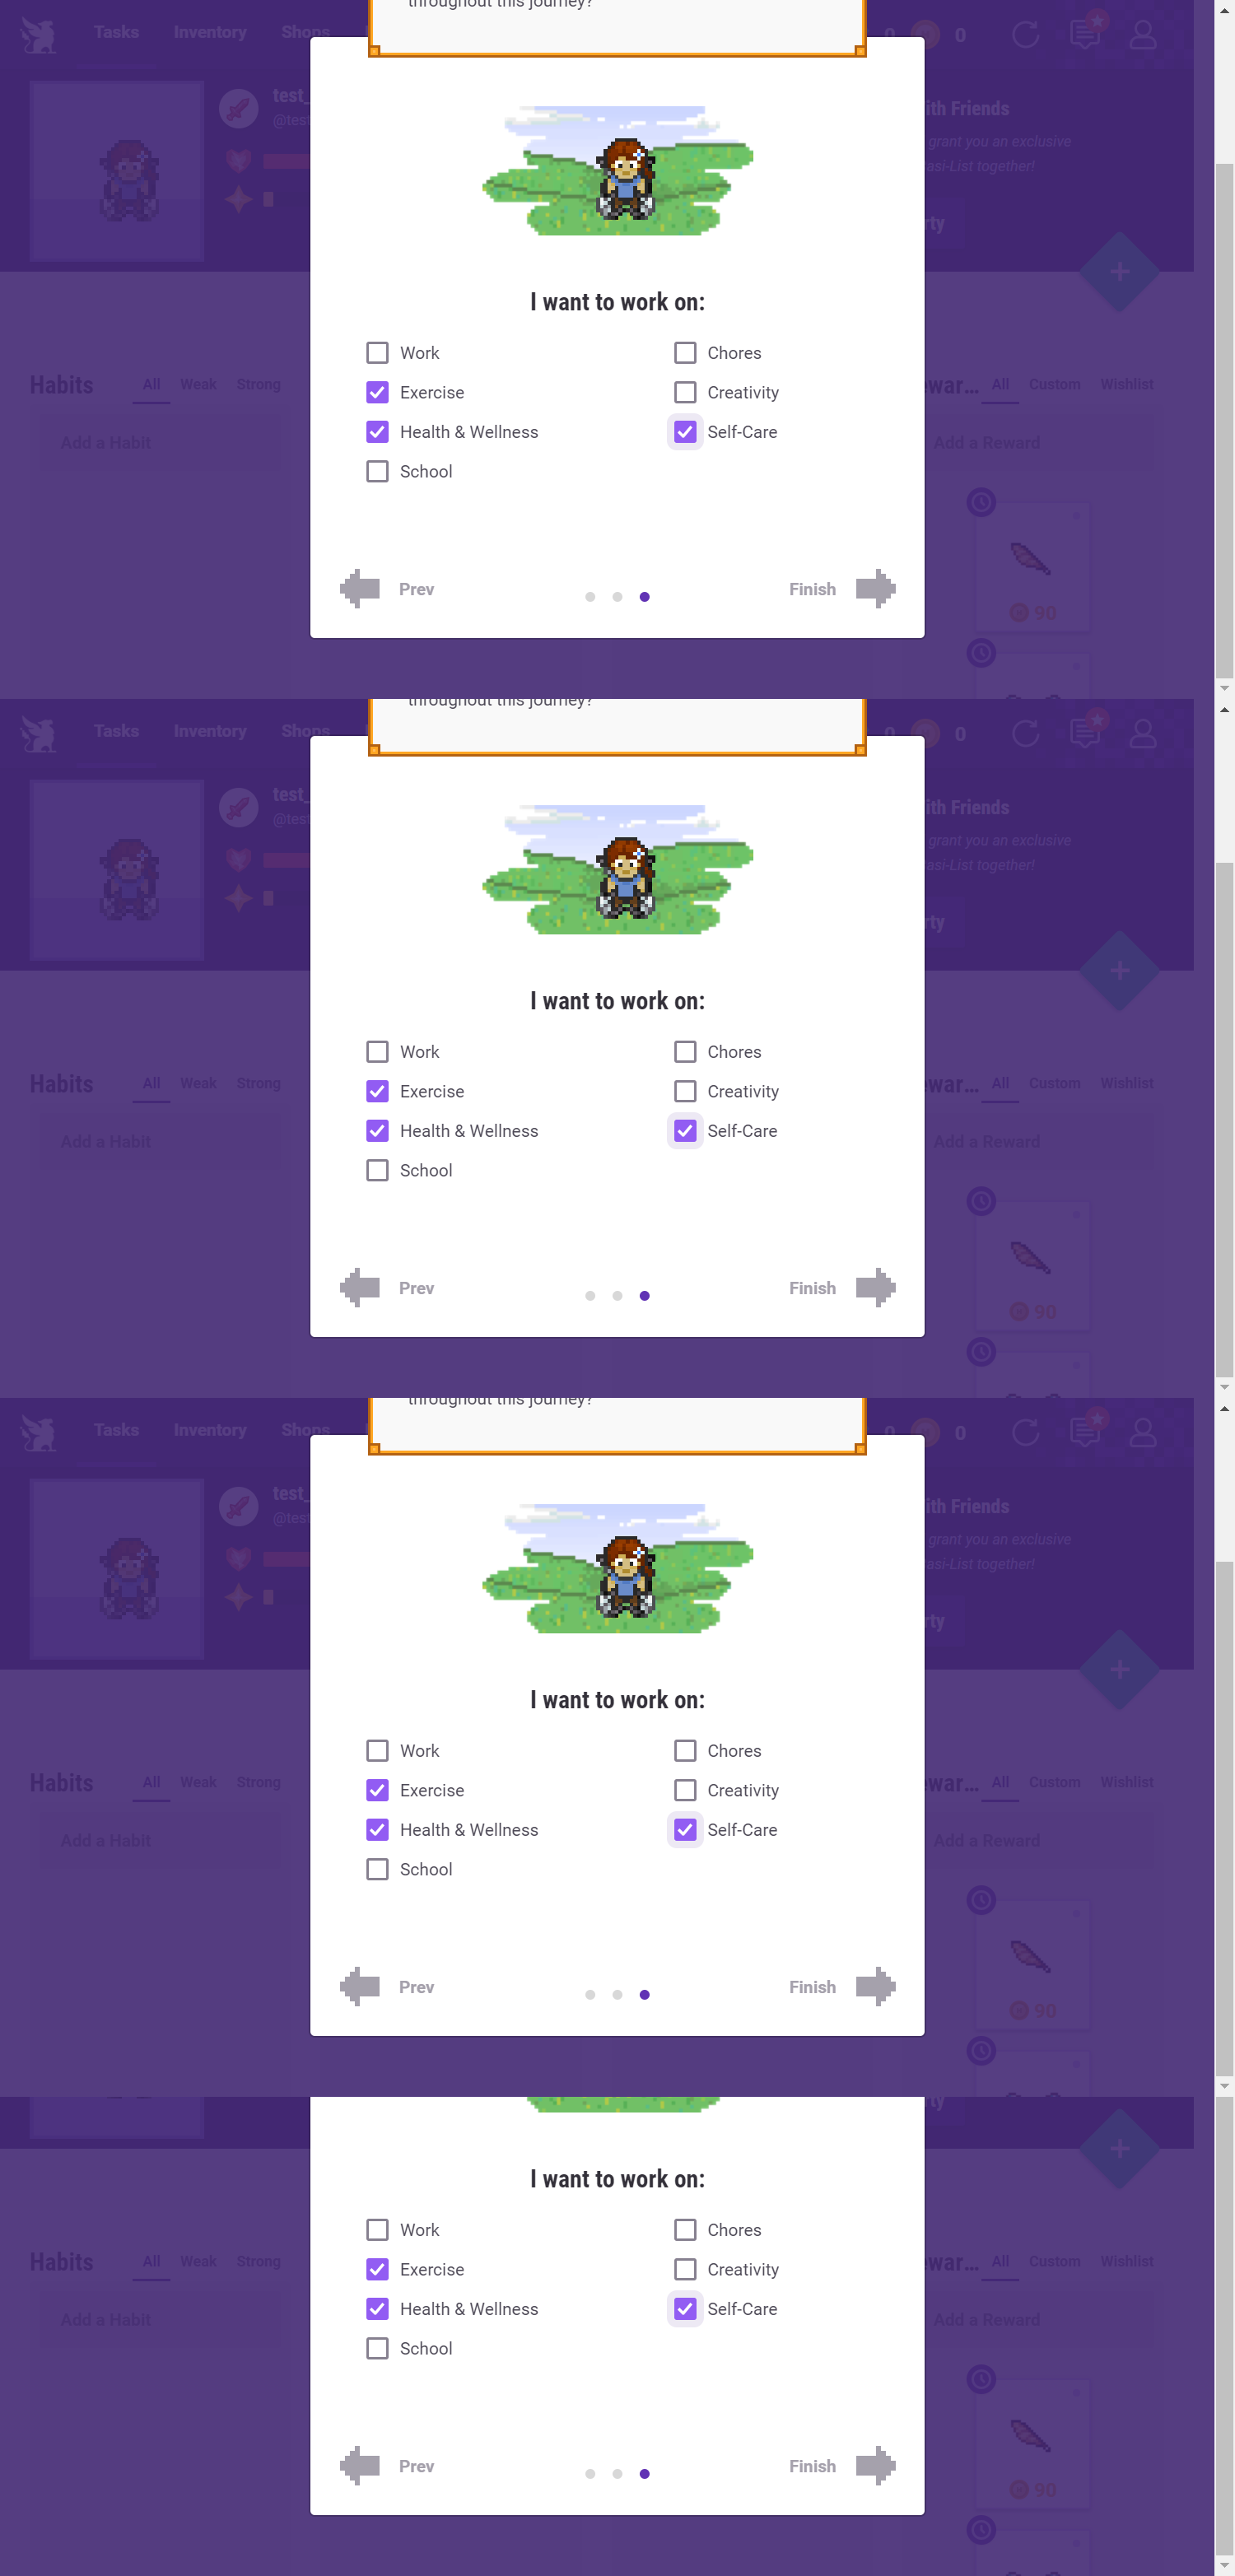 throughout this journey?
Tasks Inventory Shops 0 0
test_
@test
ith Friends
grant you an exclusive
asi-List together!
rty
I want to work on:
Work Chores
Exercise Creativity
Health & Wellness Self-Care
School
Habits All Weak Strong
Add a Habit
ewar... All Custom Wishlist
Add a Reward
90
Prev Finish
throughout this journey?
Tasks Inventory Shops 0 0
test_
@test
ith Friends
grant you an exclusive
asi-List together!
rty
I want to work on:
Work Chores
Exercise Creativity
Health & Wellness Self-Care
School
Habits All Weak Strong
Add a Habit
ewar... All Custom Wishlist
Add a Reward
90
Prev Finish
throughout this journey?
Tasks Inventory Shops 0 0
test_
@test
ith Friends
grant you an exclusive
asi-List together!
rty
I want to work on:
Work Chores
Exercise Creativity
Health & Wellness Self-Care
School
Habits All Weak Strong
Add a Habit
ewar... All Custom Wishlist
Add a Reward
90
Prev Finish
I want to work on:
Work Chores
Exercise Creativity
Health & Wellness Self-Care
School
Habits All Weak Strong
Add a Habit
ewar... All Custom Wishlist
Add a Reward
90
Prev Finish